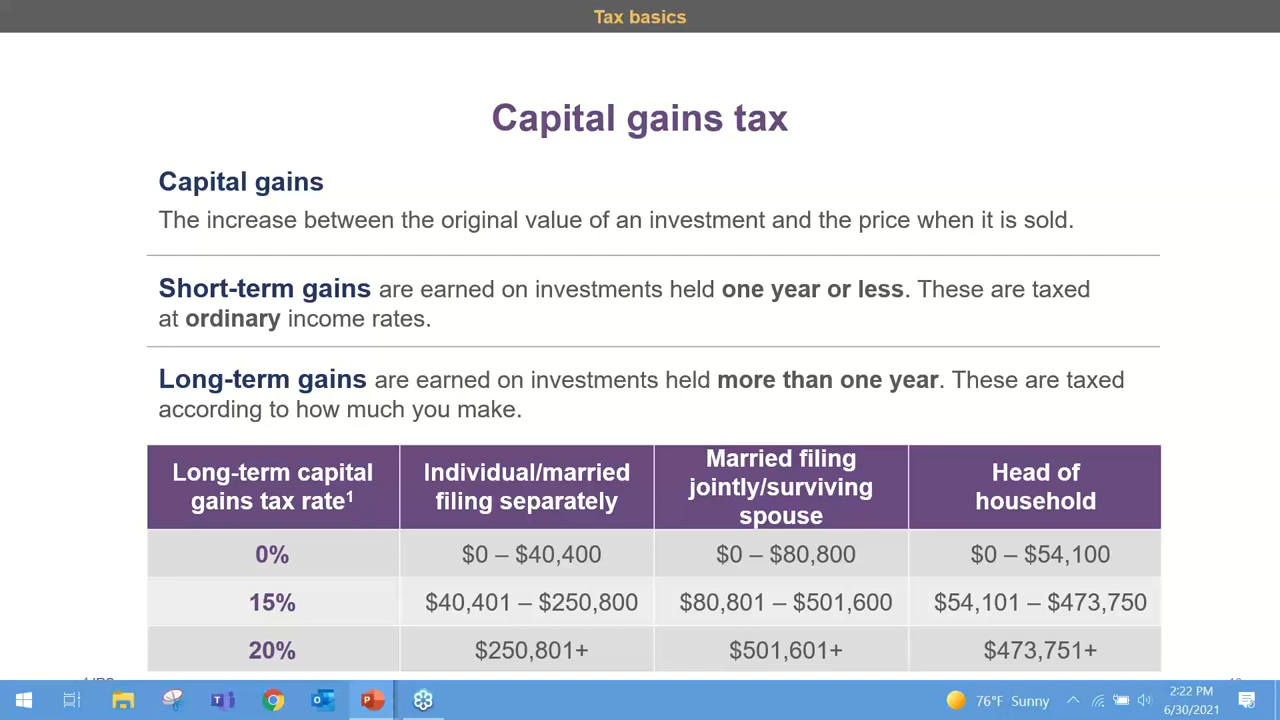 Tax basics
Capital gains tax
Capital gains
The increase between the original value of an investment and the price when it is sold.
Short-term gains are earned on investments held one year or less. These are taxed
at ordinary income rates.
Long-term gains are earned on investments held more than one year. These are taxed
according to how much you make.
Long-term capital
gains tax rate¹
Individual/married
filing separately
Married filing
jointly/surviving
spouse
Head of
household
0% $0 – $40,400 $0 – $80,800 $0 – $54,100
15% $40,401 – $250,800 $80,801 – $501,600 $54,101 – $473,750
20% $250,801+ $501,601+ $473,751+
76°F Sunny
2:22 PM
6/30/2021